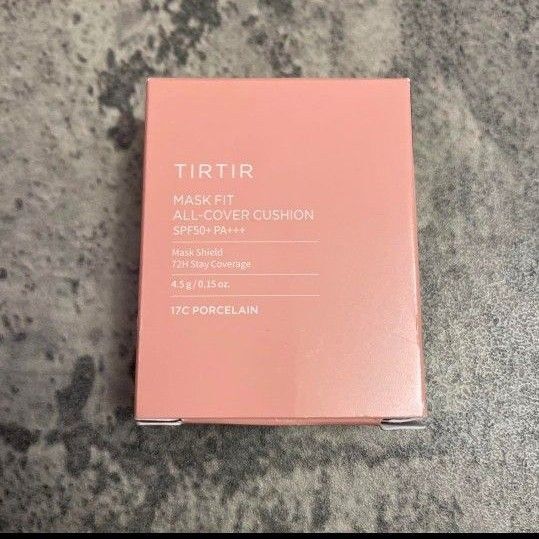 TIRTIR
MASK FIT
ALL-COVER CUSHION
SPF50+ PA+++
Mask Shield
72H Stay Coverage
4.5 g / 0.15 oz.
17C PORCELAIN